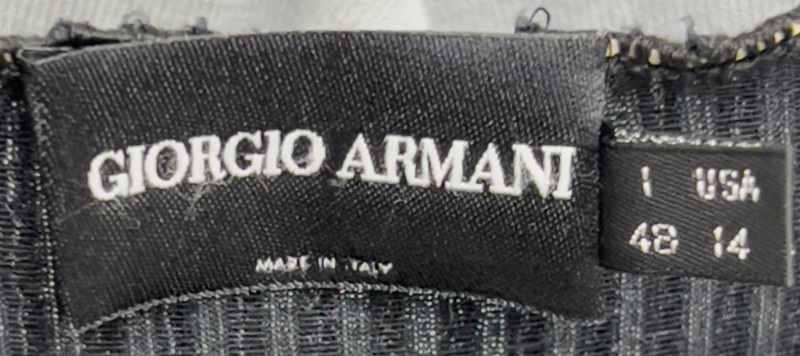 GIORGIO ARMANI
MADE IN ITALY
I USA
48 14